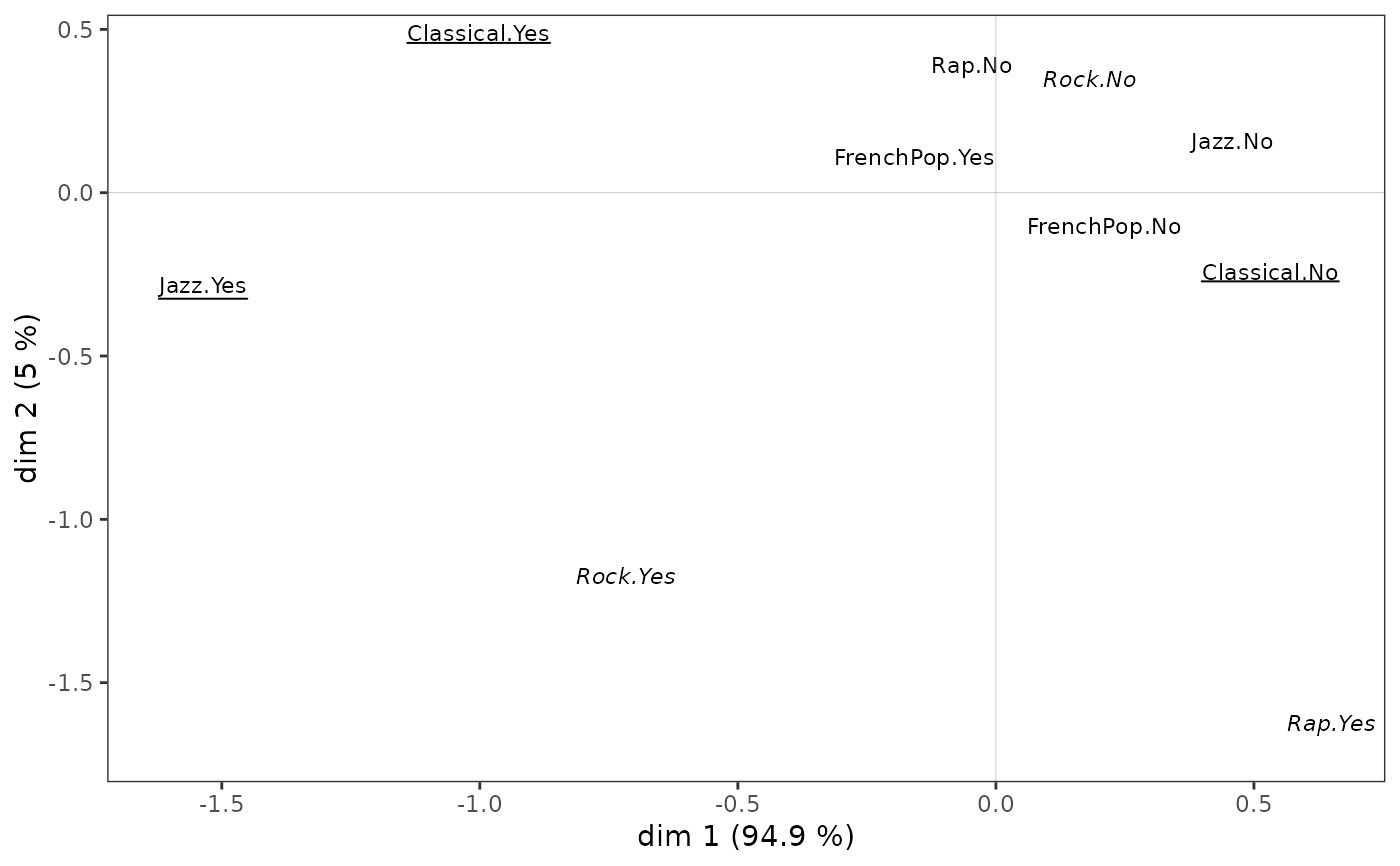 0.5
Classical.Yes
Rap.No
Rock.No
Jazz.No
FrenchPop.Yes
0.0
FrenchPop.No
Classical.No
Jazz.Yes
-0.5
dim 2 (5 %)
-1.0
Rock.Yes
-1.5
Rap.Yes
-1.5 -1.0 -0.5 0.0 0.5
dim 1 (94.9 %)